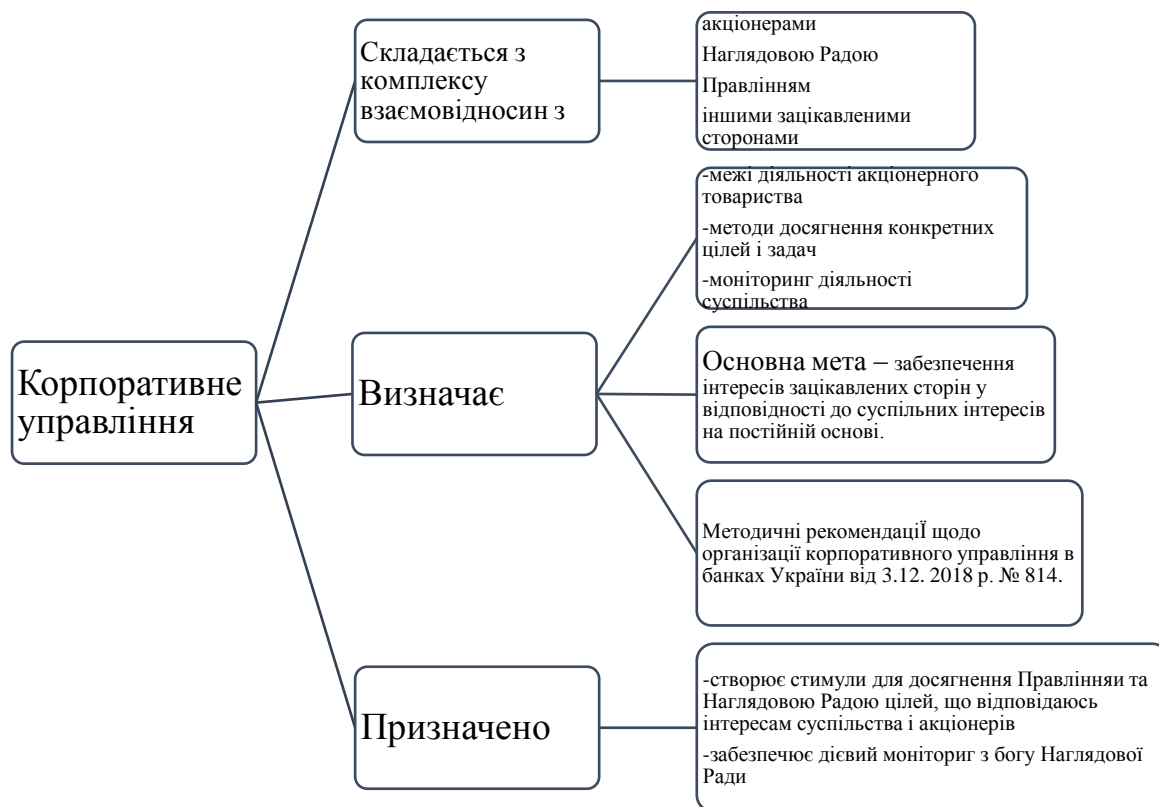 Корпоративне
управління
Складається з
комплексу
взаємовідносин з
акціонерами
Наглядовою Радою
Правлінням
іншими зацікавленими
сторонами
Визначає
-межі діяльності акціонерного
товариства
-методи досягнення конкретних
цілей і задач
-моніторинг діяльності
суспільства
Основна мета – забезпечення
інтересів зацікавлених сторін у
відповідності до суспільних інтересів
на постійній основі.
Методичні рекомендаціЇ щодо
організації корпоративного управління в
банках України від 3.12. 2018 р. № 814.
Призначено
-створює стимули для досягнення Правлінняи та
Наглядовою Радою цілей, що відповідаюсь
інтересам суспільства і акціонерів
-забезпечує дієвий моніториг з богу Наглядової
Ради